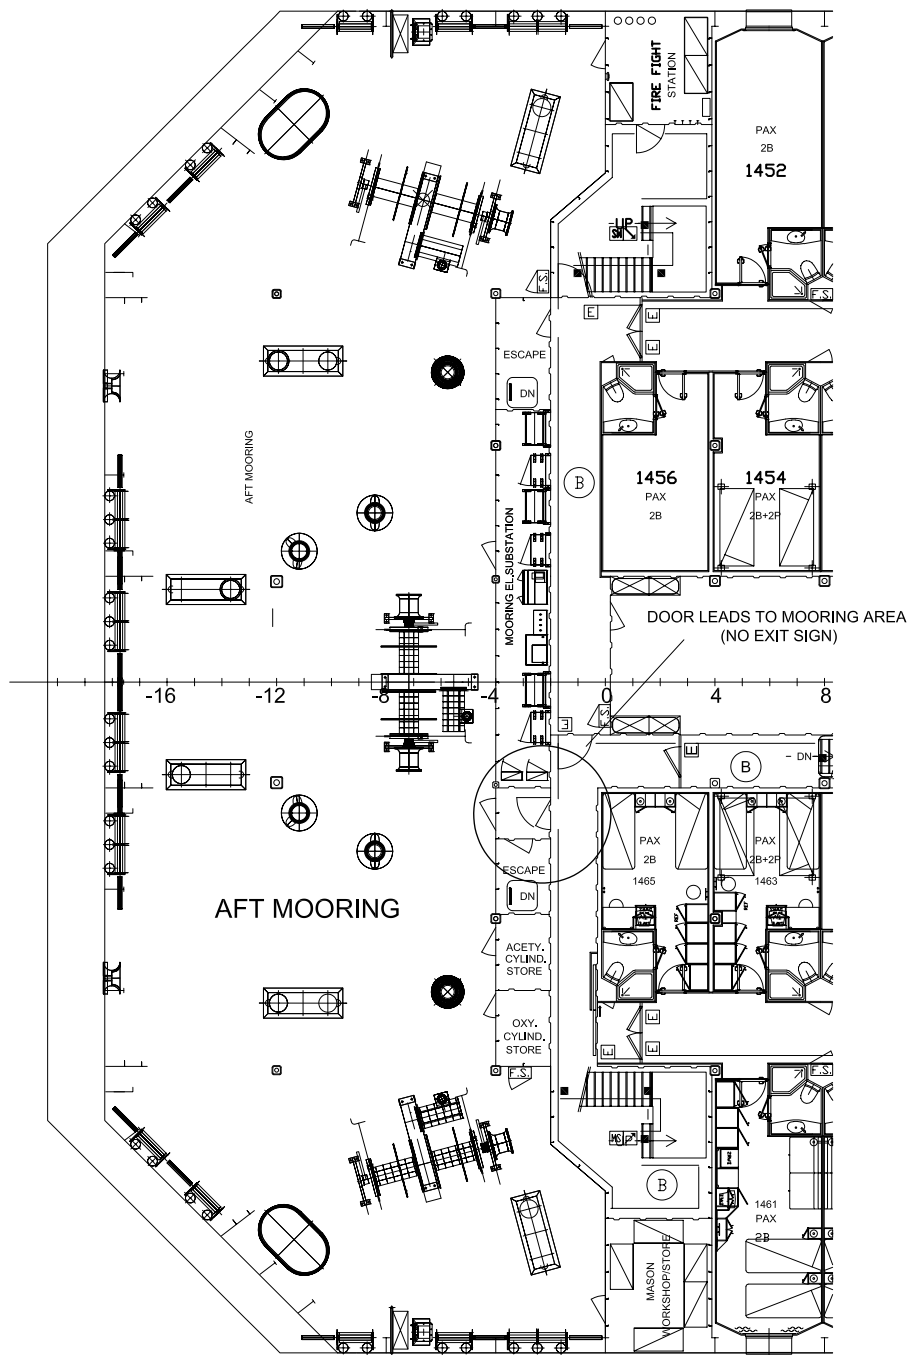 FIRE FIGHT
STATION
PAX
2B
1452
UP
F.S.
F.S.
E
E
E
ESCAPE
DN
AFT MOORING
MOORING EL.SUBSTATION
B
1456
PAX
2B
1454
PAX
2B+2P
DOOR LEADS TO MOORING AREA
(NO EXIT SIGN)
-16
-12
-8
-4
0
4
8
F.S.
E
E
B
DN
PAX
2B
1465
PAX
2B+2P
1463
ESCAPE
DN
AFT MOORING
ACETY.
CYLIND.
STORE
OXY.
CYLIND.
STORE
E
E
E
F.S.
F.S.
B
1461
PAX
2B
MASON
WORKSHOP/STORE